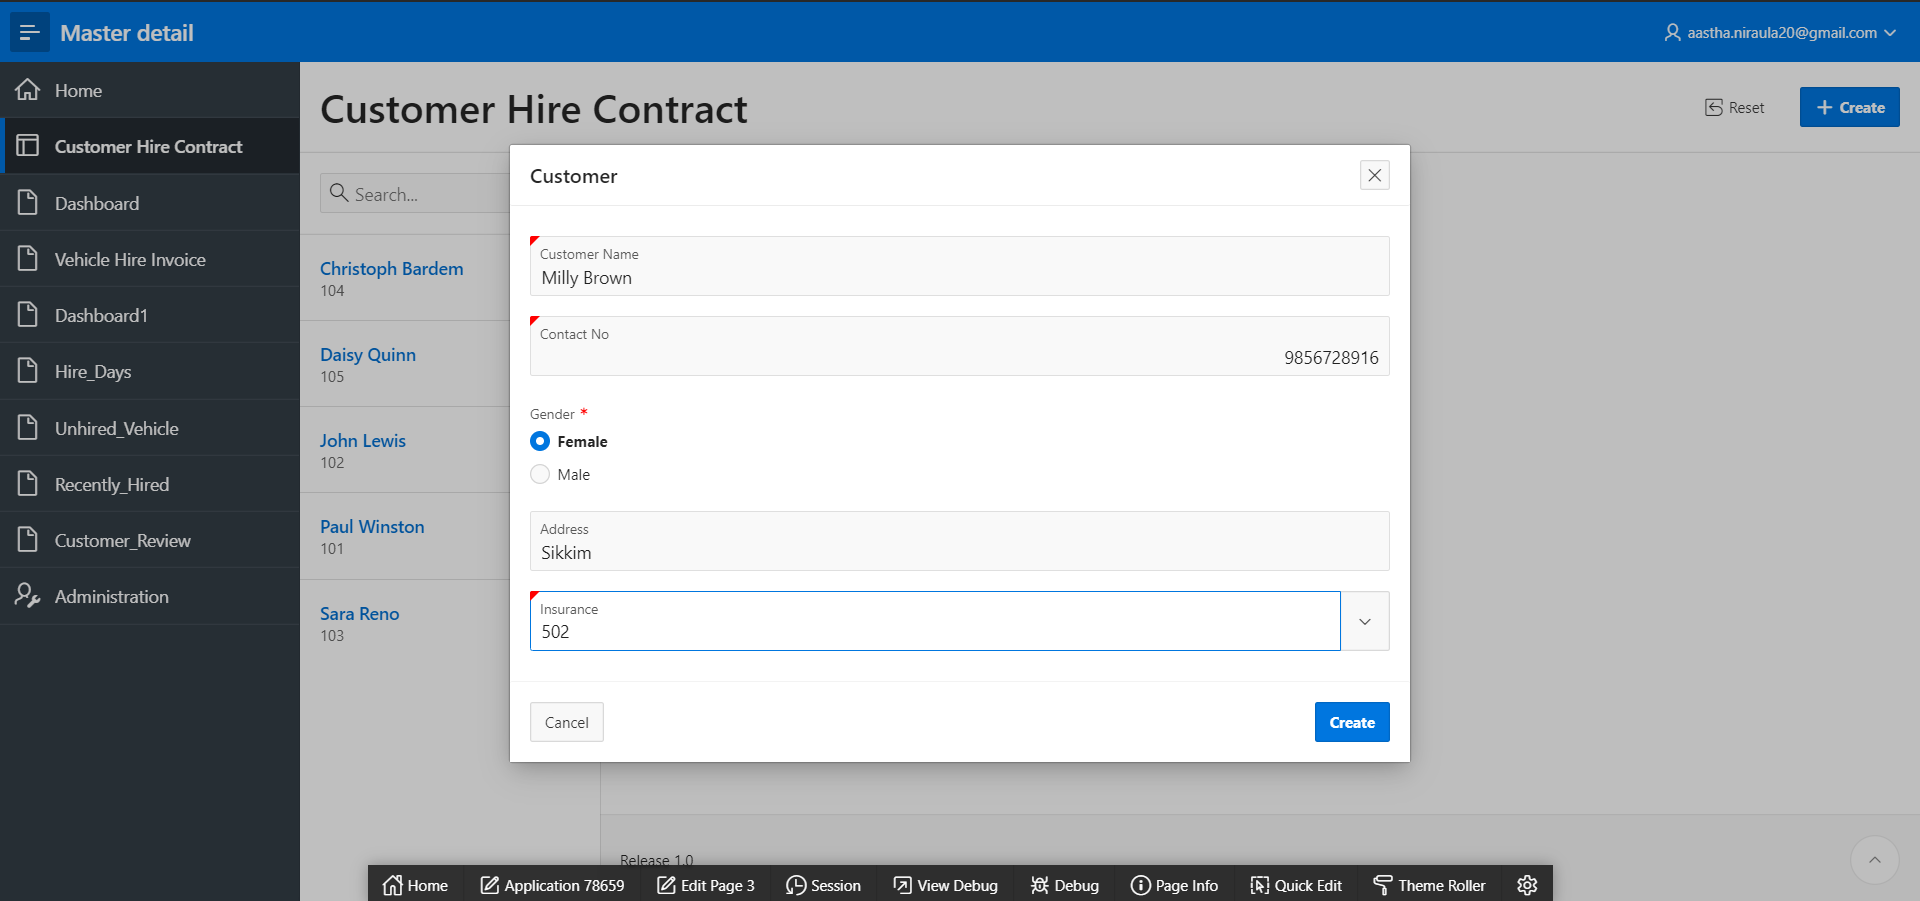 Master detail
aastha.niraula20@gmail.com
Home
Customer Hire Contract
Dashboard
Vehicle Hire Invoice
Dashboard1
Hire_Days
Unhired_Vehicle
Recently_Hired
Customer_Review
Administration
Customer Hire Contract
Reset
+ Create
Search...
Christoph Bardem
104
Daisy Quinn
105
John Lewis
102
Paul Winston
101
Sara Reno
103
Customer
Customer Name
Milly Brown
Contact No
9856728916
Gender *
Female
Male
Address
Sikkim
Insurance
502
Cancel
Create
Release 1.0
Home
Application 78659
Edit Page 3
Session
View Debug
Debug
Page Info
Quick Edit
Theme Roller